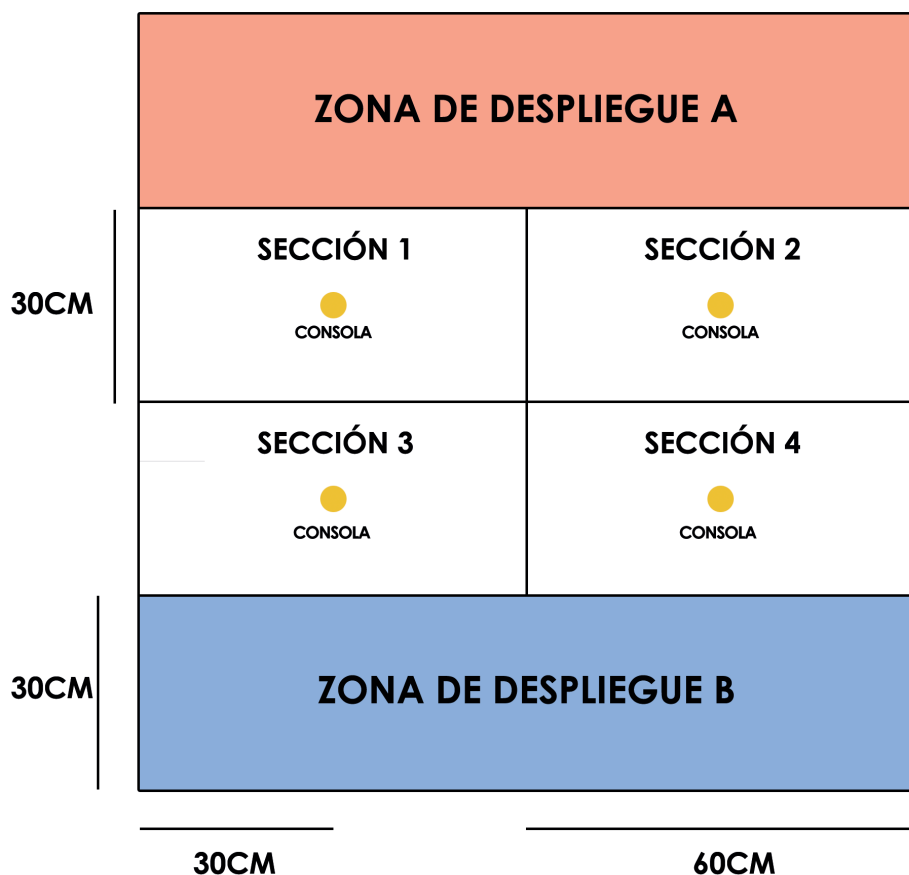 ZONA DE DESPLIEGUE A
SECCIÓN 1
SECCIÓN 2
30CM
CONSOLA
CONSOLA
SECCIÓN 3
SECCIÓN 4
CONSOLA
CONSOLA
30CM
ZONA DE DESPLIEGUE B
30CM
60CM